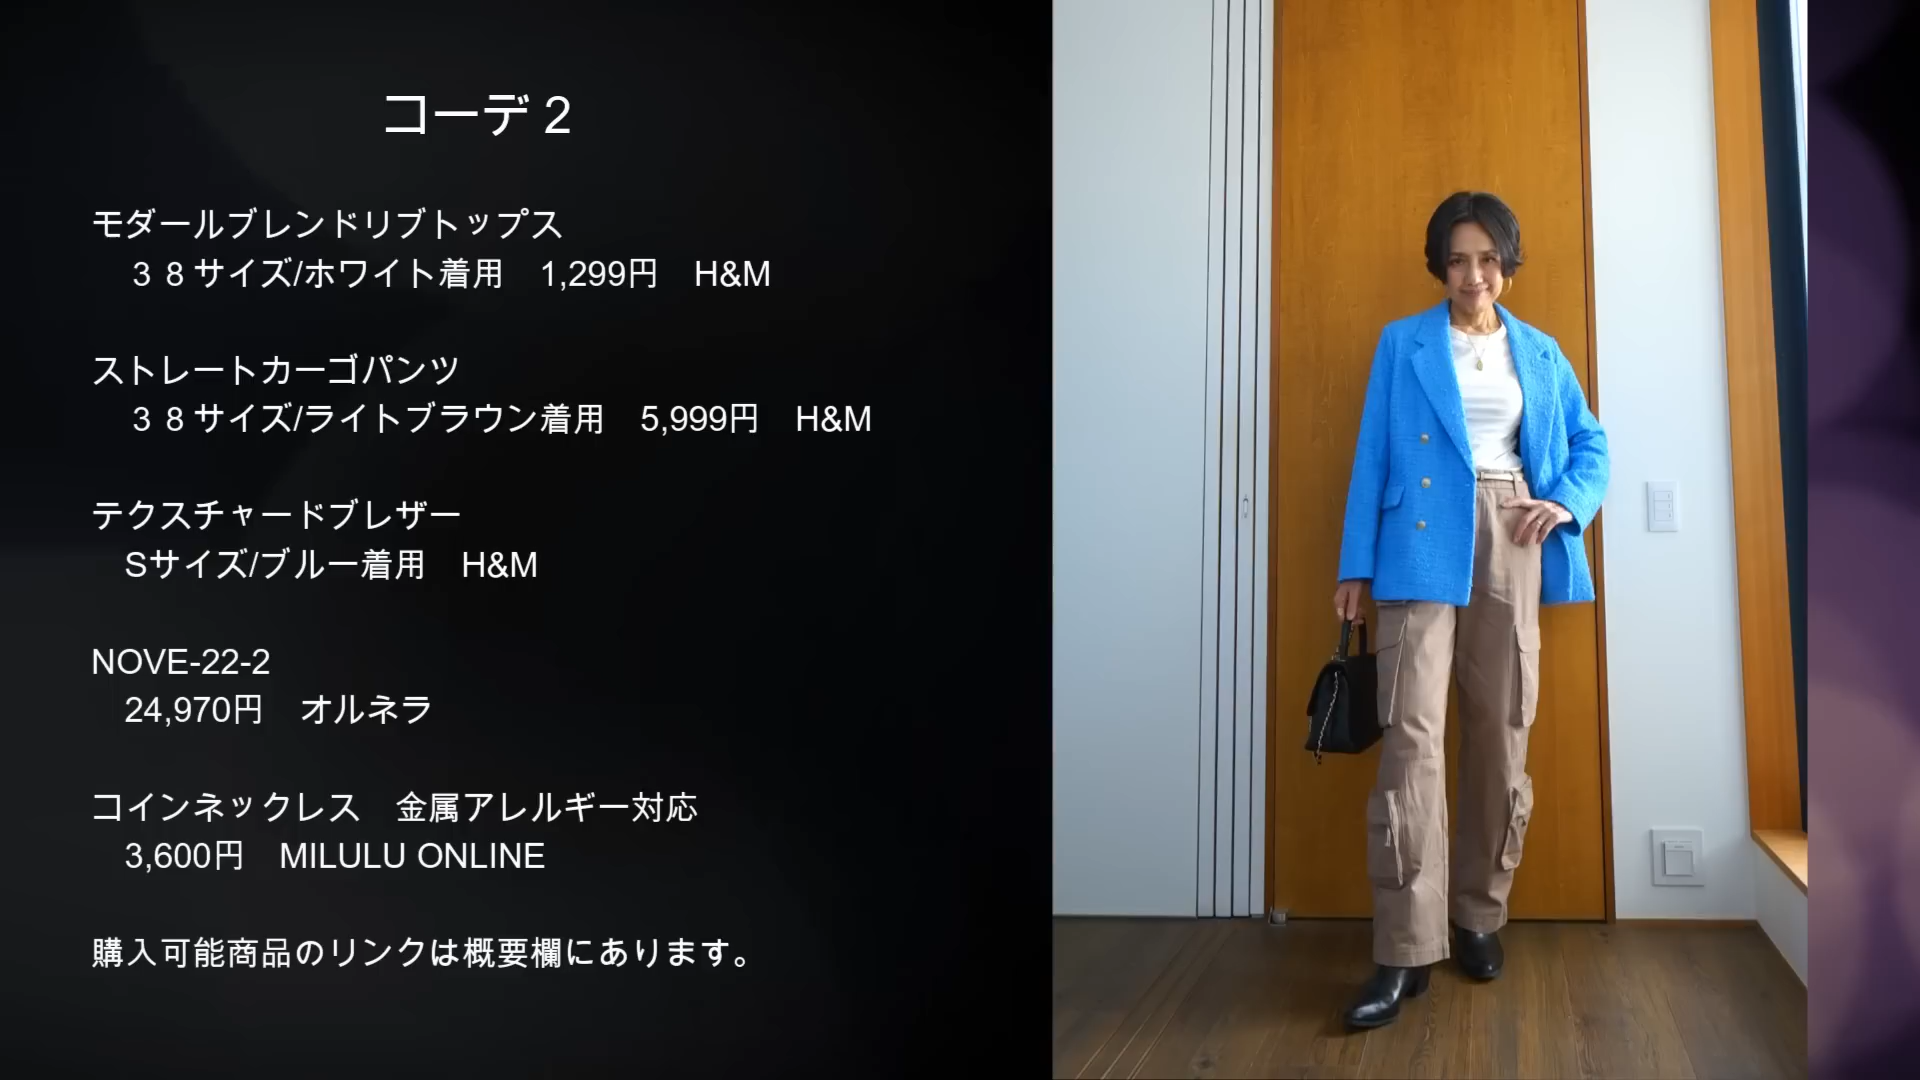 コーデ 2
モダールブレンドリブトップス
３８サイズ/ホワイト着用　1,299円　H&M
ストレートカーゴパンツ
３８サイズ/ライトブラウン着用　5,999円　H&M
テクスチャードブレザー
Sサイズ/ブルー着用　H&M
NOVE-22-2
24,970円　オルネラ
コインネックレス　金属アレルギー対応
3,600円　MILULU ONLINE
購入可能商品のリンクは概要欄にあります。